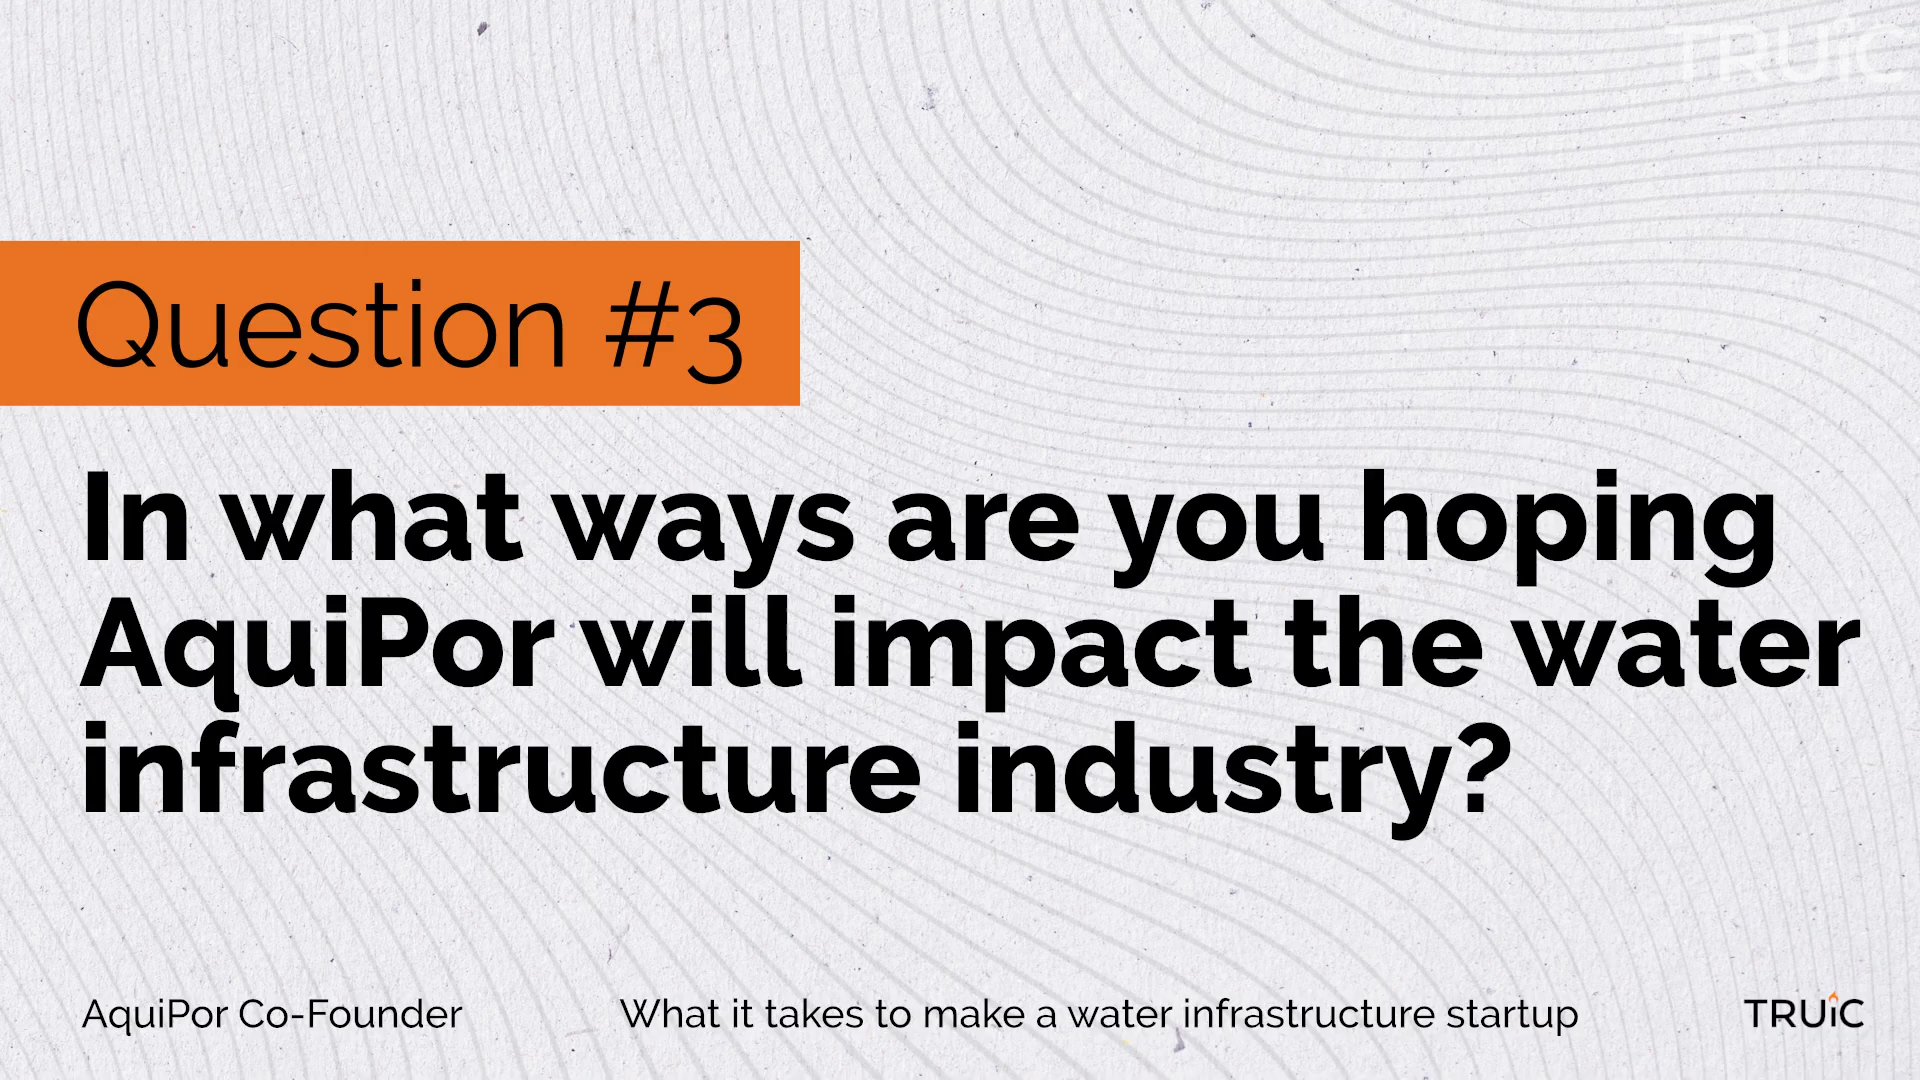 TRUiC
Question #3
In what ways are you hoping
AquiPor will impact the water
infrastructure industry?
AquiPor Co-Founder
What it takes to make a water infrastructure startup
TRUiC